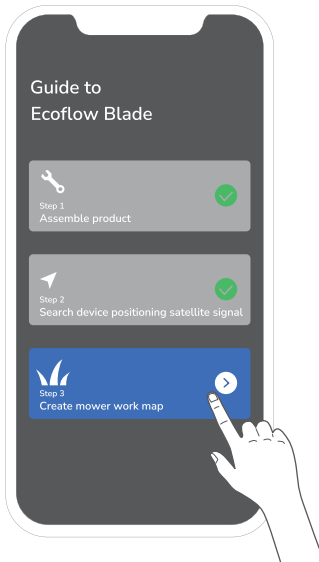 Guide to
Ecoflow Blade
Step 1
Assemble product
Step 2
Search device positioning satellite signal
Step 3
Create mower work map